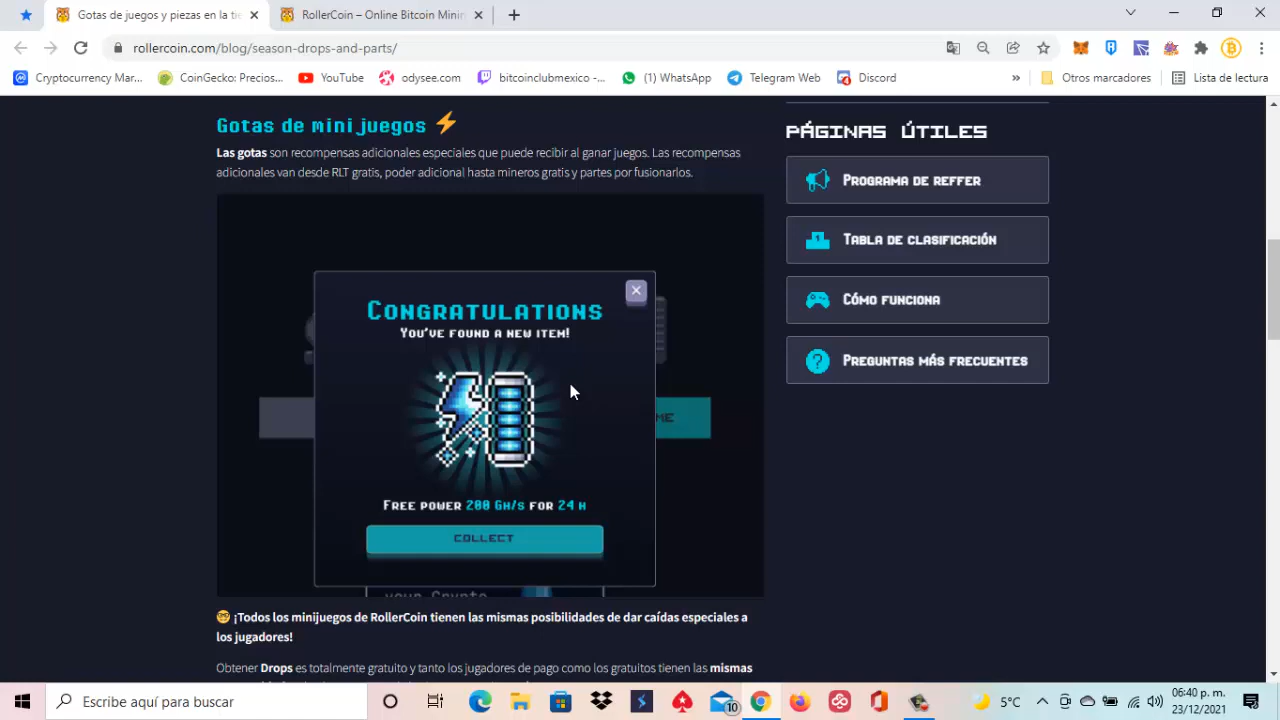 Gotas de juegos y piezas en la ti
RollerCoin – Online Bitcoin Minin
rollercoin.com/blog/season-drops-and-parts/
Cryptocurrency Mar...
CoinGecko: Precios...
YouTube
odysee.com
bitcoinclubmexico -...
(1) WhatsApp
Telegram Web
Discord
»
Otros marcadores
Lista de lectura
Gotas de minijuegos ⚡
Las gotas son recompensas adicionales especiales que puede recibir al ganar juegos. Las recompensas
adicionales van desde RLT gratis, poder adicional hasta mineros gratis y partes por fusionarlos.
CONGRATULATIONS
YOU'VE FOUND A NEW ITEM!
ME
FREE POWER 200 GH/S FOR 24 H
COLLECT
your Crypto
🤓 ¡Todos los minijuegos de RollerCoin tienen las mismas posibilidades de dar caídas especiales a
los jugadores!
Obtener Drops es totalmente gratuito y tanto los jugadores de pago como los gratuitos tienen las mismas
PÁGINAS ÚTILES
PROGRAMA DE REFFER
TABLA DE CLASIFICACIÓN
CÓMO FUNCIONA
PREGUNTAS MÁS FRECUENTES
Escribe aquí para buscar
10
5°C
06:40 p. m.
23/12/2021